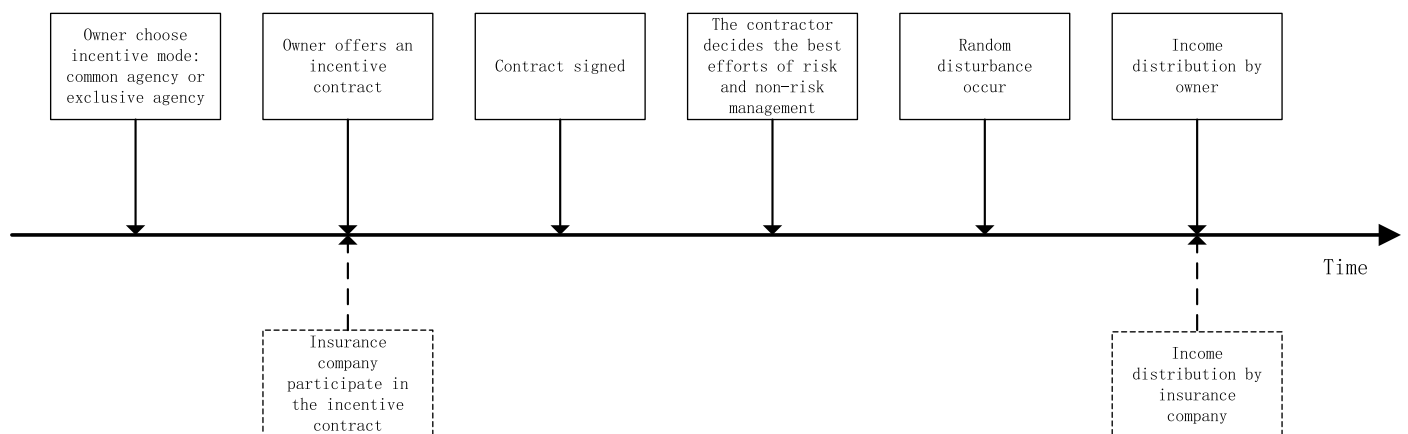 Owner choose
incentive mode:
common agency or
exclusive agency
Owner offers an
incentive
contract
Contract signed
The contractor
decides the best
efforts of risk
and non-risk
management
Random
disturbance
occur
Income
distribution by
owner
Time
Insurance
company
participate in
the incentive
contract
Income
distribution by
insurance
company